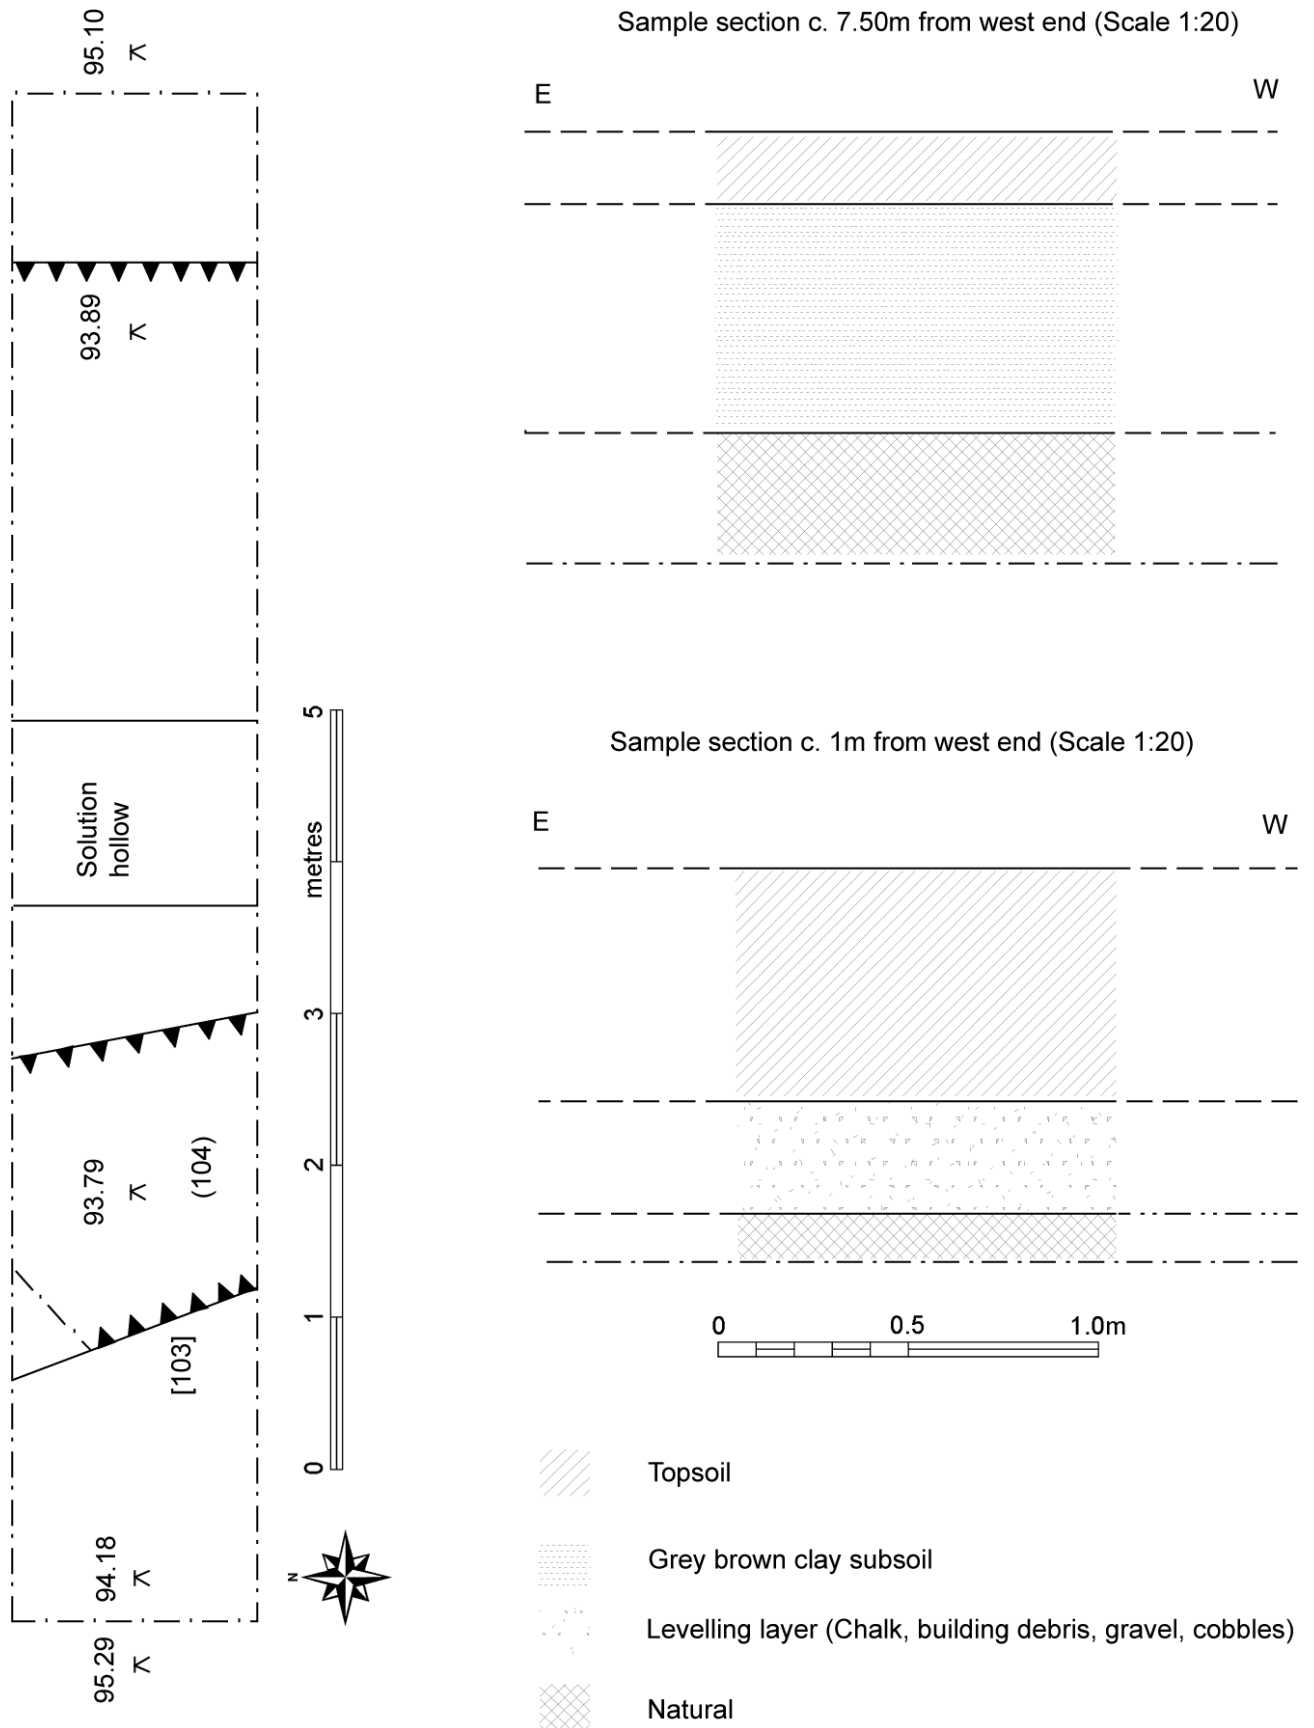 95.10
93.89
Solution
hollow
93.79
(104)
[103]
94.18
95.29
5
metres
3
2
1
0
N
Sample section c. 7.50m from west end (Scale 1:20)
E
W
Sample section c. 1m from west end (Scale 1:20)
E
W
0
0.5
1.0m
Topsoil
Grey brown clay subsoil
Levelling layer (Chalk, building debris, gravel, cobbles)
Natural